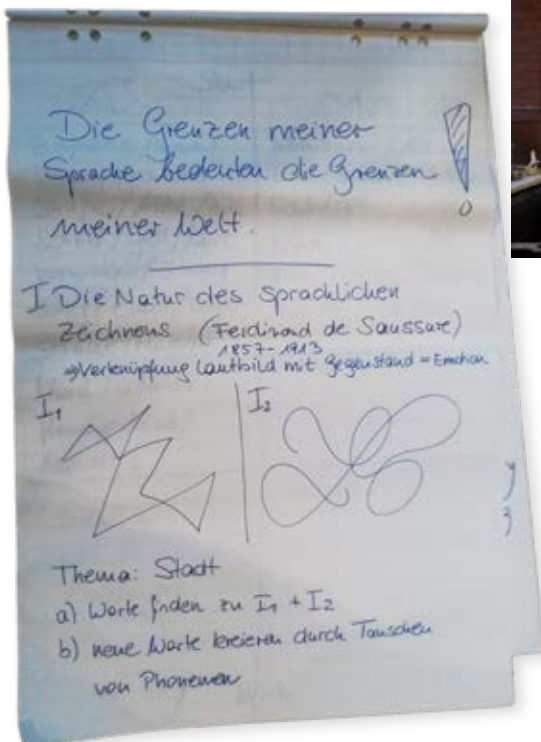 Die Grenzen meiner
Sprache bedeuten die Grenzen
meiner Welt.
I Die Natur des sprachlichen
Zeichnens (Ferdinand de Saussure)
1857-1913
⇒Verknüpfung Lautbild mit Gegenstand = Emotion
I₁ I₂
Thema: Stadt
a) Worte finden zu I₁ + I₂
b) neue Worte kreieren durch Tauschen
von Phonemen